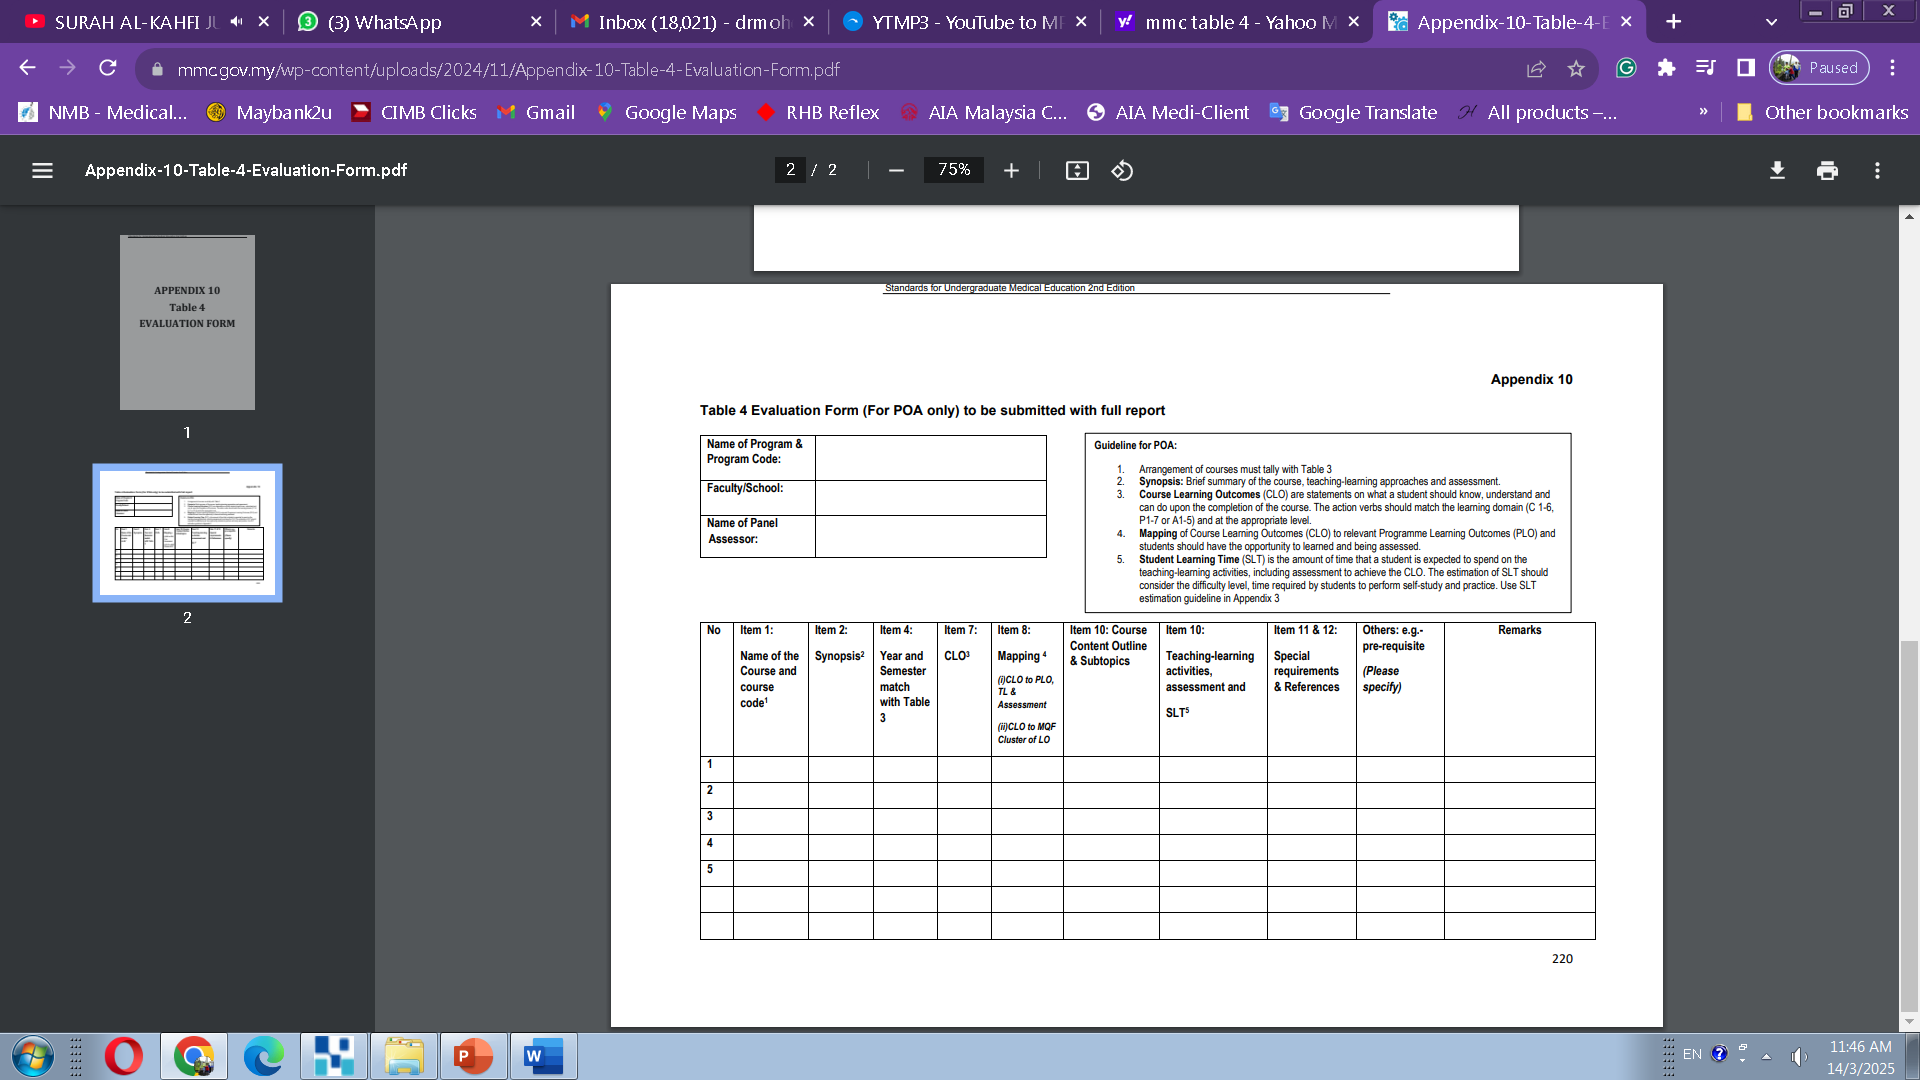 SURAH AL-KAHFI JU
(3) WhatsApp
Inbox (18,021) - drmoh
YTMP3 - YouTube to MP
mmc table 4 - Yahoo M
Appendix-10-Table-4-E
mmc.gov.my/wp-content/uploads/2024/11/Appendix-10-Table-4-Evaluation-Form.pdf
Paused
NMB - Medical...
Maybank2u
CIMB Clicks
Gmail
Google Maps
RHB Reflex
AIA Malaysia C...
AIA Medi-Client
Google Translate
All products –...
»
Other bookmarks
Appendix-10-Table-4-Evaluation-Form.pdf
2 / 2
75%
APPENDIX 10
Table 4
EVALUATION FORM
1
2
Standards for Undergraduate Medical Education 2nd Edition
Appendix 10
Table 4 Evaluation Form (For POA only) to be submitted with full report
Name of Program &
Program Code:
Faculty/School:
Name of Panel
Assessor:
Guideline for POA:
1. Arrangement of courses must tally with Table 3
2. Synopsis: Brief summary of the course, teaching-learning approaches and assessment.
3. Course Learning Outcomes (CLO) are statements on what a student should know, understand and
can do upon the completion of the course. The action verbs should match the learning domain (C 1-6,
P1-7 or A1-5) and at the appropriate level.
4. Mapping of Course Learning Outcomes (CLO) to relevant Programme Learning Outcomes (PLO) and
students should have the opportunity to learned and being assessed.
5. Student Learning Time (SLT) is the amount of time that a student is expected to spend on the
teaching-learning activities, including assessment to achieve the CLO. The estimation of SLT should
consider the difficulty level, time required by students to perform self-study and practice. Use SLT
estimation guideline in Appendix 3
No
Item 1:
Name of the
Course and
course
code¹
Item 2:
Synopsis²
Item 4:
Year and
Semester
match
with Table
3
Item 7:
CLO³
Item 8:
Mapping ⁴
(i)CLO to PLO,
TL &
Assessment
(ii)CLO to MQF
Cluster of LO
Item 10: Course
Content Outline
& Subtopics
Item 10:
Teaching-learning
activities,
assessment and
SLT⁵
Item 11 & 12:
Special
requirements
& References
Others: e.g.-
pre-requisite
(Please
specify)
Remarks
1
2
3
4
5
220
EN
11:46 AM
14/3/2025